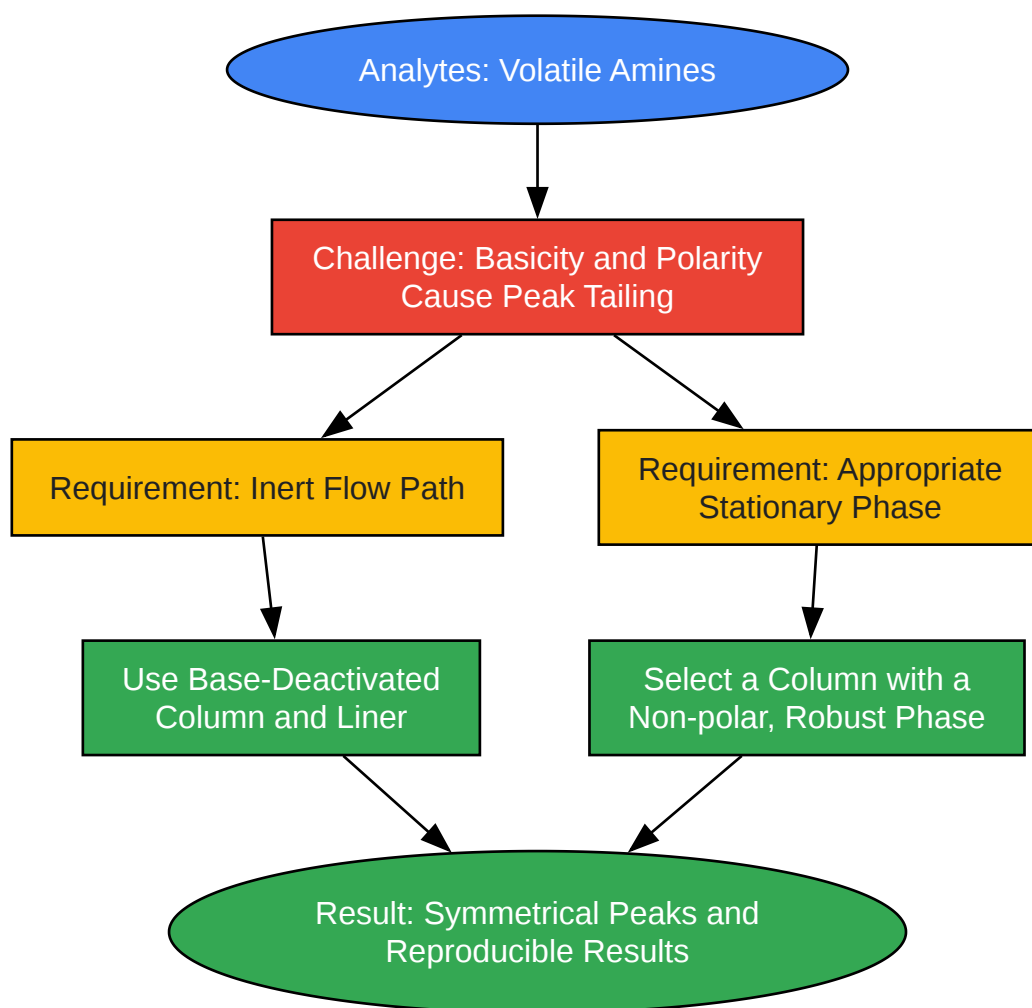 Analytes: Volatile Amines
Challenge: Basicity and Polarity
Cause Peak Tailing
Requirement: Inert Flow Path
Requirement: Appropriate
Stationary Phase
Use Base-Deactivated
Column and Liner
Select a Column with a
Non-polar, Robust Phase
Result: Symmetrical Peaks and
Reproducible Results